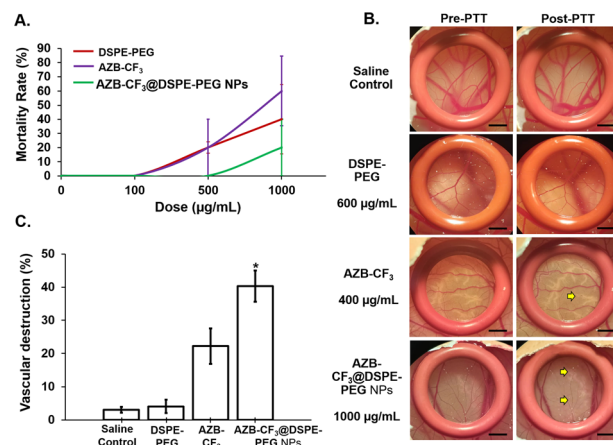 A.
90
80
70
60
50
40
30
20
10
0
Mortality Rate (%)
DSPE-PEG
AZB-CF₃
AZB-CF₃@DSPE-PEG NPs
0
100
500
1000
Dose (µg/mL)
B.
Pre-PTT
Post-PTT
Saline
Control
DSPE-
PEG
600 µg/mL
AZB-CF₃
400 µg/mL
AZB-
CF₃@DSPE-
PEG NPs
1000 µg/mL
C.
50
40
30
20
10
0
Vascular destruction (%)
*
Saline
Control
DSPE-
PEG
AZB-
CF₃
AZB-CF₃@DSPE-
PEG NPs